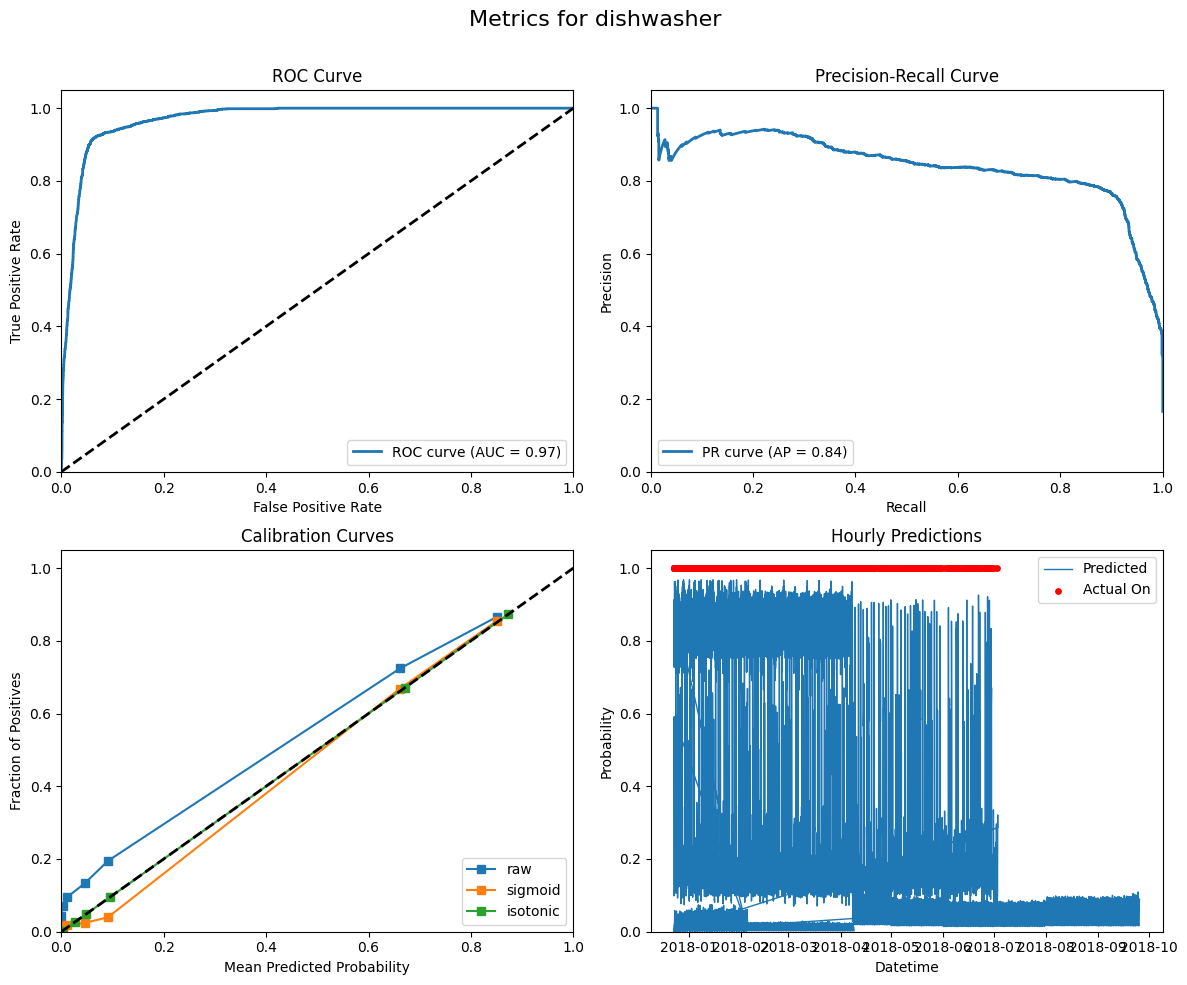 Metrics for dishwasher
ROC Curve
1.0
0.8
0.6
0.4
0.2
0.0
True Positive Rate
ROC curve (AUC = 0.97)
0.0 0.2 0.4 0.6 0.8 1.0
False Positive Rate
Precision-Recall Curve
1.0
0.8
0.6
0.4
0.2
0.0
Precision
PR curve (AP = 0.84)
0.0 0.2 0.4 0.6 0.8 1.0
Recall
Calibration Curves
1.0
0.8
0.6
0.4
0.2
0.0
Fraction of Positives
raw
sigmoid
isotonic
0.0 0.2 0.4 0.6 0.8 1.0
Mean Predicted Probability
Hourly Predictions
Predicted
Actual On
1.0
0.8
0.6
0.4
0.2
0.0
Probability
2018-01 2018-02 2018-03 2018-04 2018-05 2018-06 2018-07 2018-08 2018-09 2018-10
Datetime